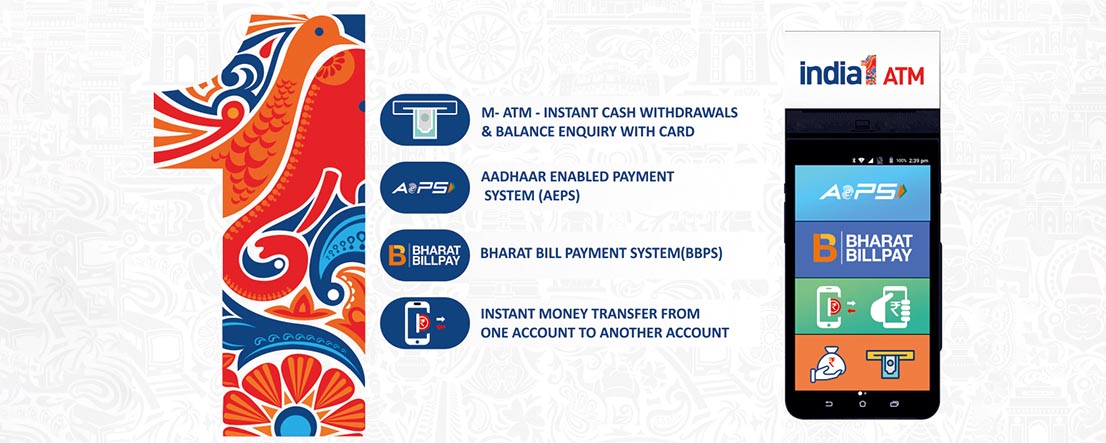 M- ATM - INSTANT CASH WITHDRAWALS
& BALANCE ENQUIRY WITH CARD
AePS
AADHAAR ENABLED PAYMENT
SYSTEM (AEPS)
B BHARAT
BILLPAY
BHARAT BILL PAYMENT SYSTEM(BBPS)
₹
INSTANT MONEY TRANSFER FROM
ONE ACCOUNT TO ANOTHER ACCOUNT
india1 ATM
100% 2:39 pm
AePS
B BHARAT
BILLPAY
₹ ₹
₹